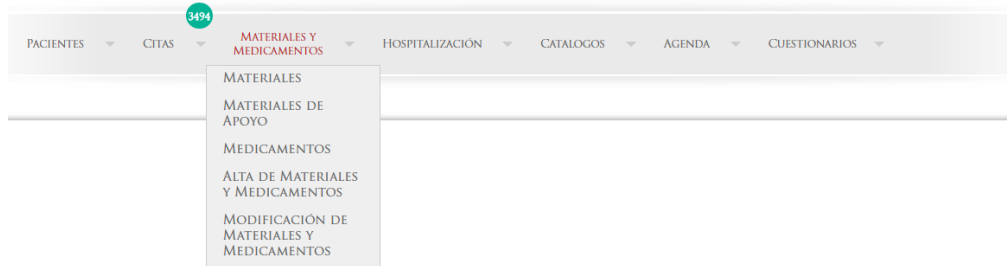 3494
Pacientes
Citas
Materiales y
Medicamentos
Hospitalización
Catalogos
Agenda
Cuestionarios
Materiales
Materiales de
Apoyo
Medicamentos
Alta de Materiales
y Medicamentos
Modificación de
Materiales y
Medicamentos